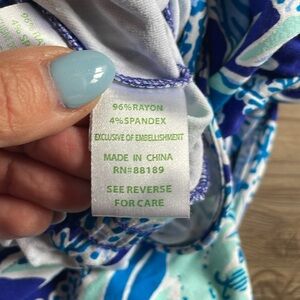 96%RAYON
4%SPANDEX
EXCLUSIVE OF EMBELLISHMENT
MADE IN CHINA
RN#88189
SEE REVERSE
FOR CARE